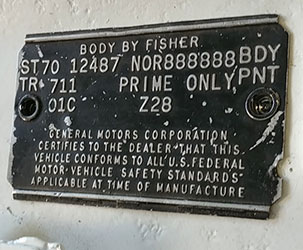 BODY BY FISHER
ST70 12487 NOR888888 BDY
TR 711 PRIME ONLY PNT
01C Z28
GENERAL MOTORS CORPORATION
CERTIFIES TO THE DEALER THAT THIS
VEHICLE CONFORMS TO ALL U.S. FEDERAL
MOTOR VEHICLE SAFETY STANDARDS
APPLICABLE AT TIME OF MANUFACTURE